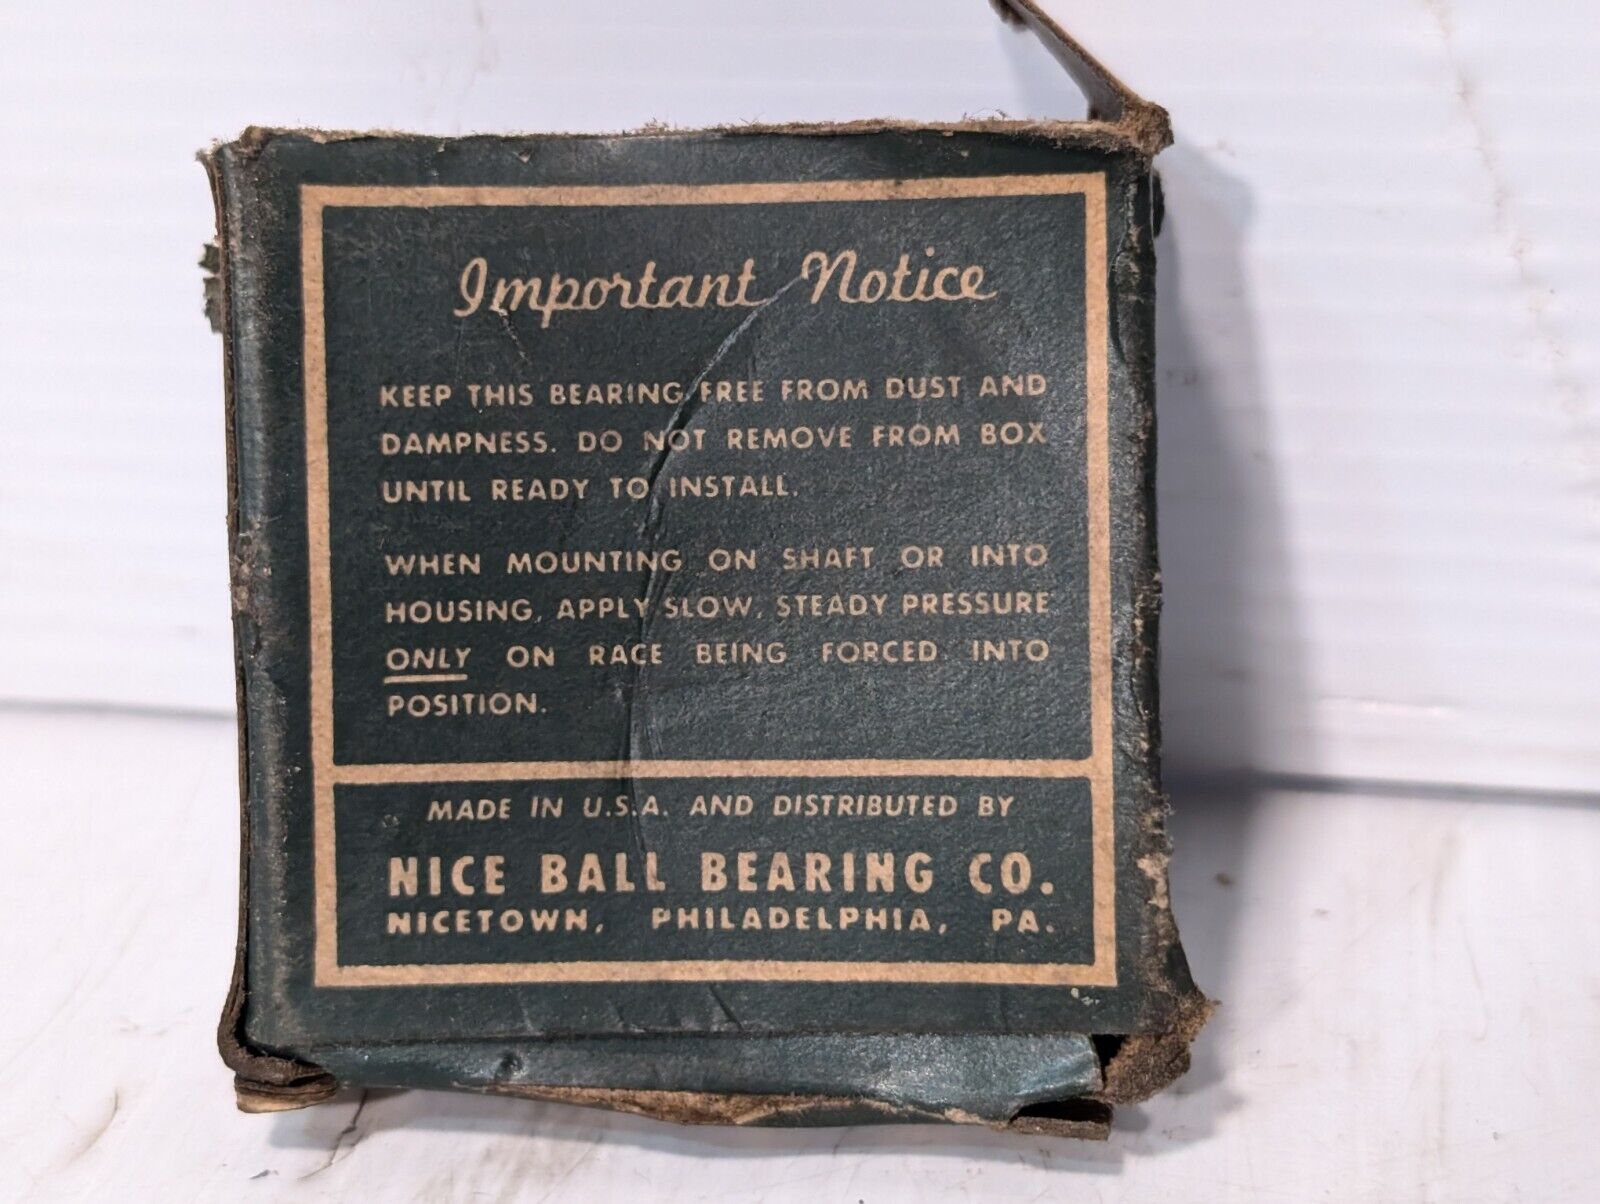 Important Notice
KEEP THIS BEARING FREE FROM DUST AND
DAMPNESS. DO NOT REMOVE FROM BOX
UNTIL READY TO INSTALL.
WHEN MOUNTING ON SHAFT OR INTO
HOUSING, APPLY SLOW, STEADY PRESSURE
ONLY ON RACE BEING FORCED INTO
POSITION.
MADE IN U.S.A. AND DISTRIBUTED BY
NICE BALL BEARING CO.
NICETOWN, PHILADELPHIA, PA.